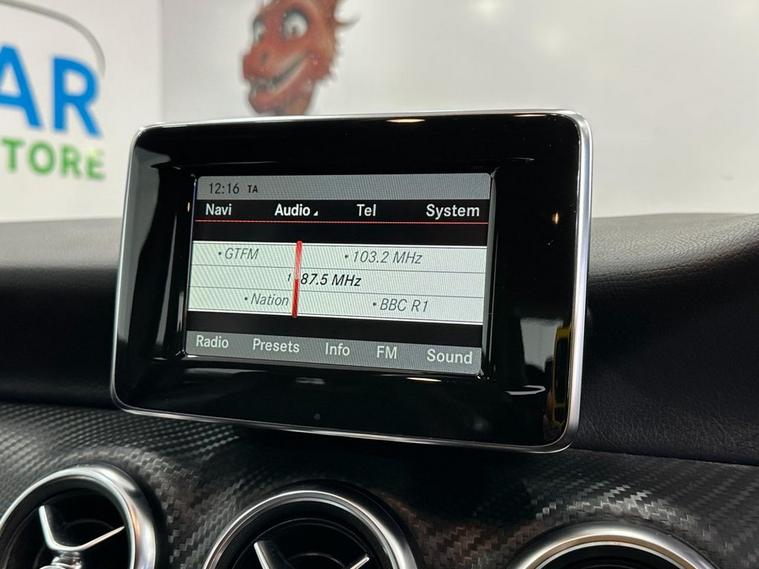 AR
TORE
12:16 TA
Navi Audio Tel System
• GTFM • 103.2 MHz
87.5 MHz
• Nation • BBC R1
Radio Presets Info FM Sound